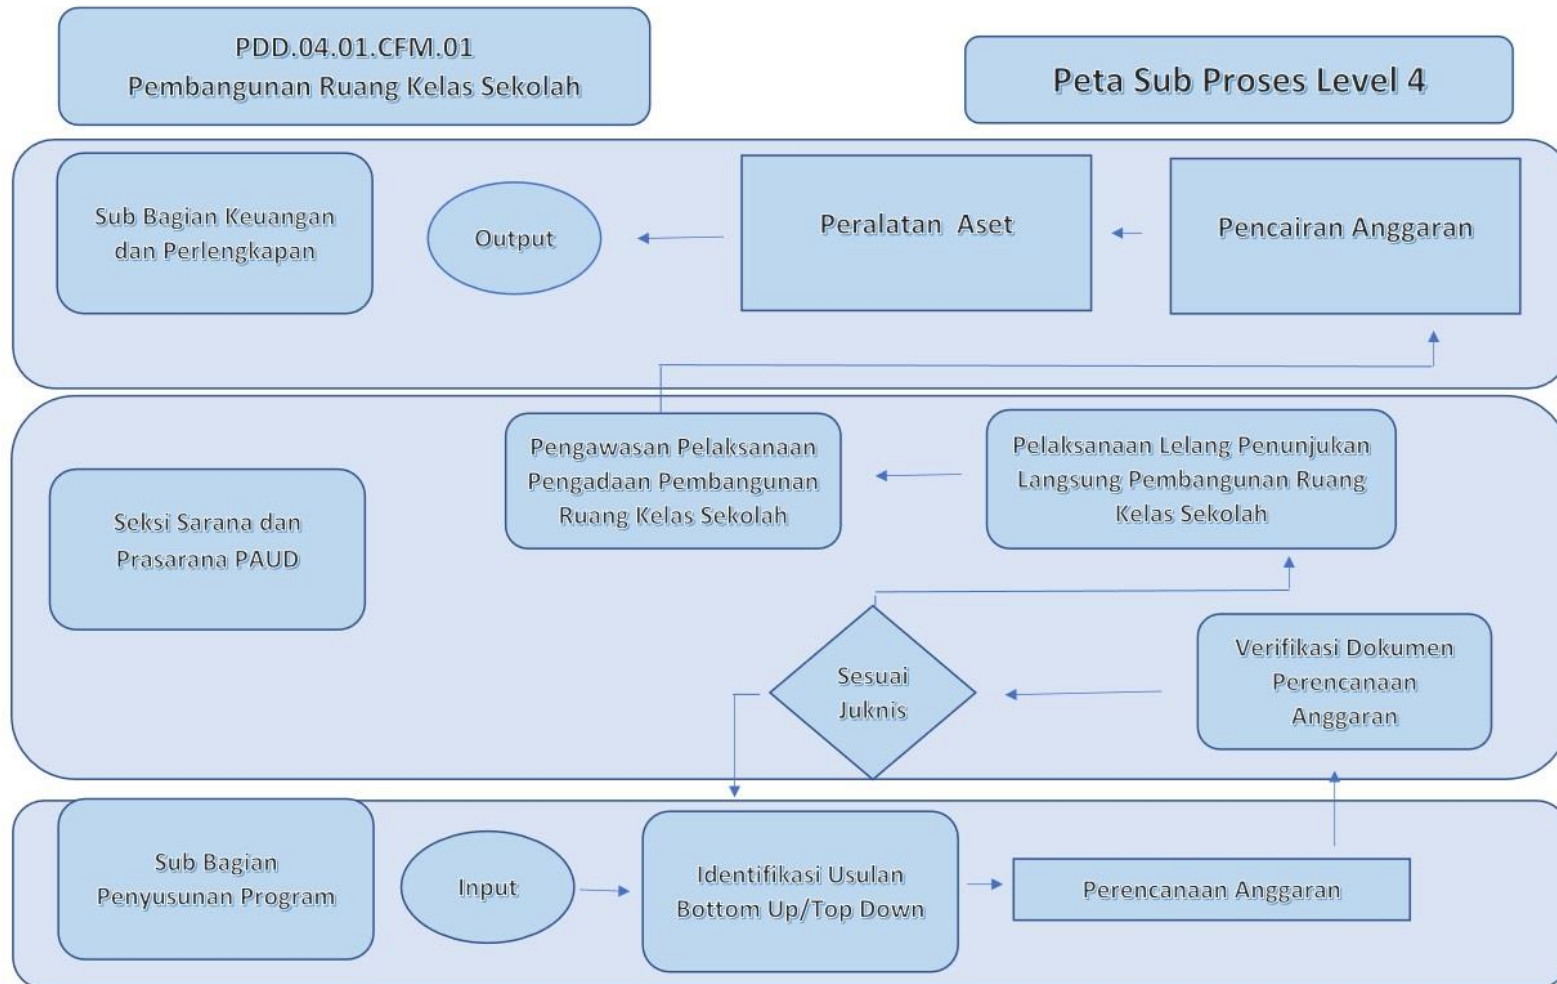 PDD.04.01.CFM.01
Pembangunan Ruang Kelas Sekolah
Peta Sub Proses Level 4
Sub Bagian Keuangan
dan Perlengkapan
Output
Peralatan Aset
Pencairan Anggaran
Pengawasan Pelaksanaan
Pengadaan Pembangunan
Ruang Kelas Sekolah
Pelaksanaan Lelang Penunjukan
Langsung Pembangunan Ruang
Kelas Sekolah
Seksi Sarana dan
Prasarana PAUD
Sesuai
Juknis
Verifikasi Dokumen
Perencanaan
Anggaran
Sub Bagian
Penyusunan Program
Input
Identifikasi Usulan
Bottom Up/Top Down
Perencanaan Anggaran